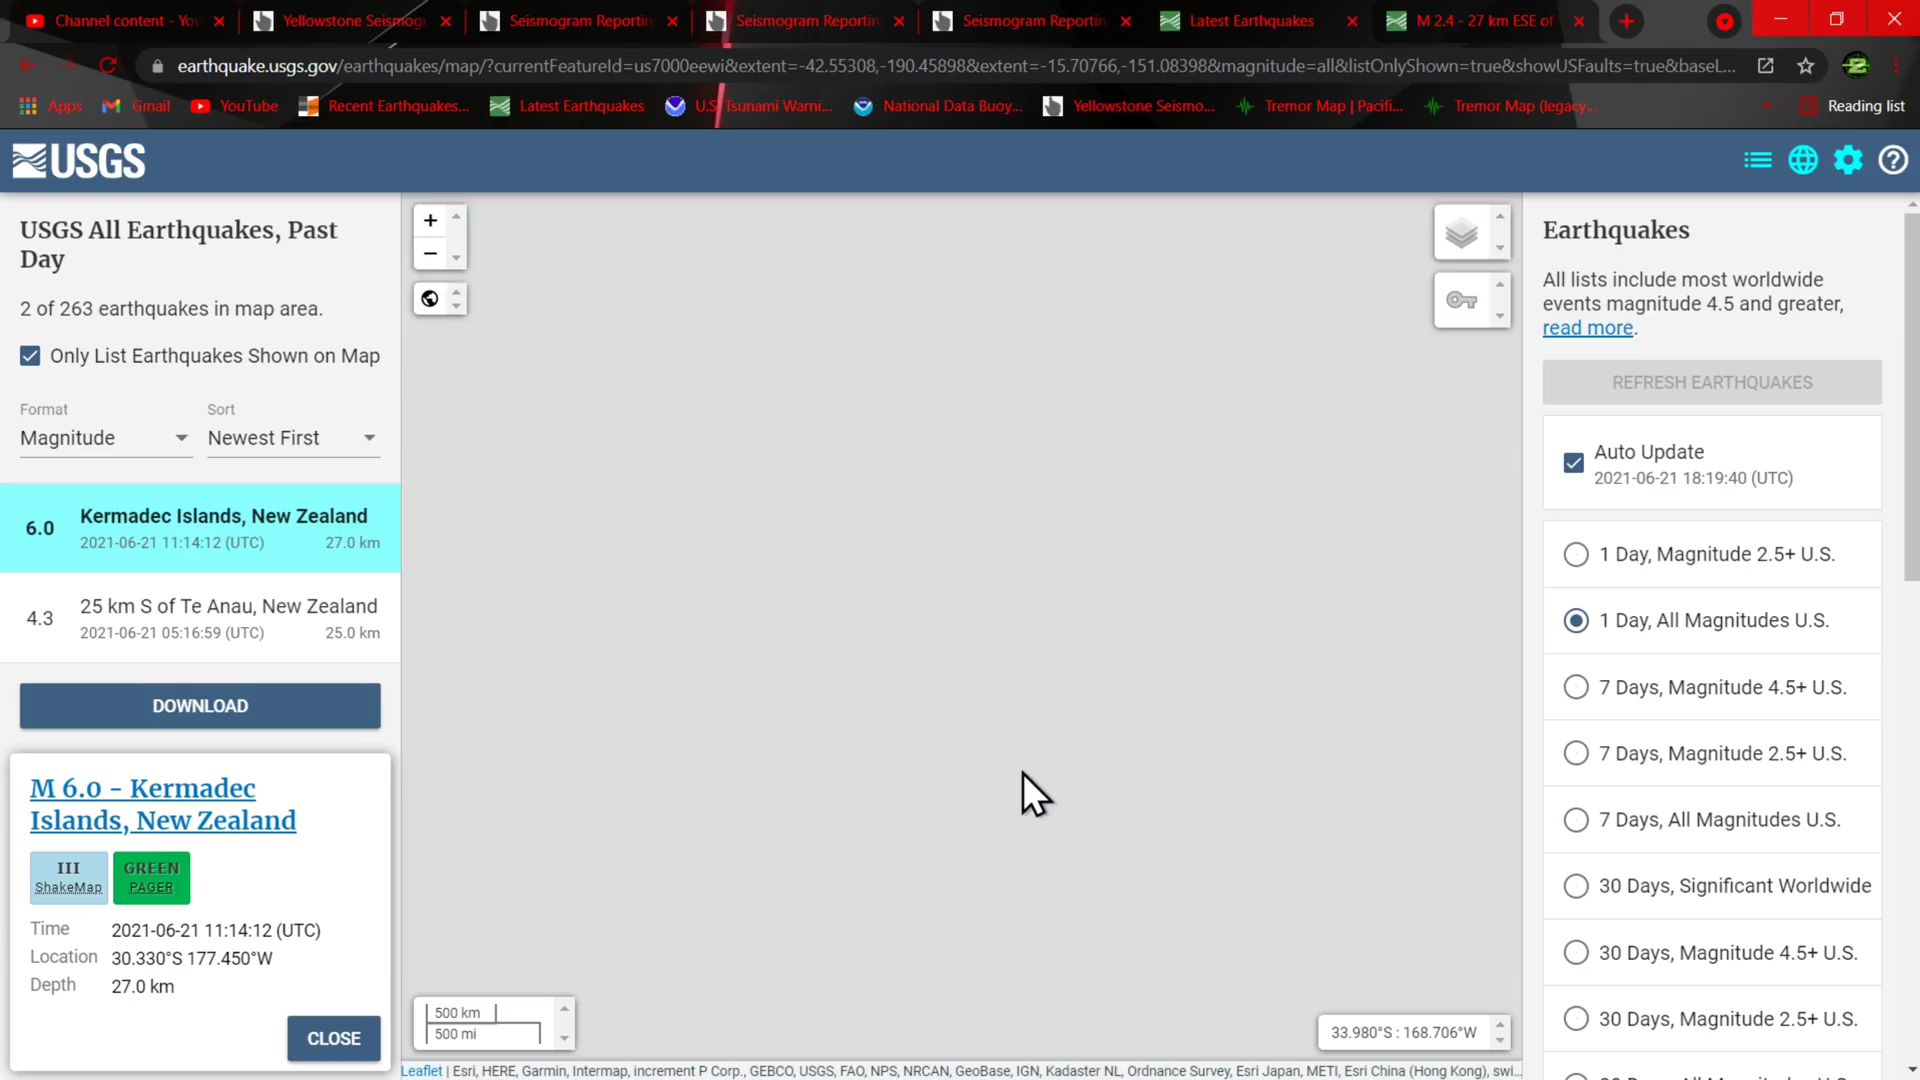 Channel content - Yo
Yellowstone Seismog
Seismogram Reportin
Seismogram Reportin
Seismogram Reportin
Latest Earthquakes
M 2.4 - 27 km ESE of
earthquake.usgs.gov/earthquakes/map/?currentFeatureId=us7000eewi&extent=-42.55308,-190.45898&extent=-15.70766,-151.08398&magnitude=all&listOnlyShown=true&showUSFaults=true&baseL...
Apps
Gmail
YouTube
Recent Earthquakes...
Latest Earthquakes
U.S. Tsunami Warni...
National Data Buoy...
Yellowstone Seismo...
Tremor Map | Pacifi...
Tremor Map (legacy...
Reading list
USGS
USGS All Earthquakes, Past
Day
2 of 263 earthquakes in map area.
Only List Earthquakes Shown on Map
Format
Sort
Magnitude
Newest First
6.0
Kermadec Islands, New Zealand
2021-06-21 11:14:12 (UTC)
27.0 km
4.3
25 km S of Te Anau, New Zealand
2021-06-21 05:16:59 (UTC)
25.0 km
DOWNLOAD
M 6.0 - Kermadec
Islands, New Zealand
III
ShakeMap
GREEN
PAGER
Time 2021-06-21 11:14:12 (UTC)
Location 30.330°S 177.450°W
Depth 27.0 km
CLOSE
+
−
500 km
500 mi
33.980°S : 168.706°W
Leaflet | Esri, HERE, Garmin, Intermap, increment P Corp., GEBCO, USGS, FAO, NPS, NRCAN, GeoBase, IGN, Kadaster NL, Ordnance Survey, Esri Japan, METI, Esri China (Hong Kong), swi...
Earthquakes
All lists include most worldwide
events magnitude 4.5 and greater,
read more.
REFRESH EARTHQUAKES
Auto Update
2021-06-21 18:19:40 (UTC)
1 Day, Magnitude 2.5+ U.S.
1 Day, All Magnitudes U.S.
7 Days, Magnitude 4.5+ U.S.
7 Days, Magnitude 2.5+ U.S.
7 Days, All Magnitudes U.S.
30 Days, Significant Worldwide
30 Days, Magnitude 4.5+ U.S.
30 Days, Magnitude 2.5+ U.S.